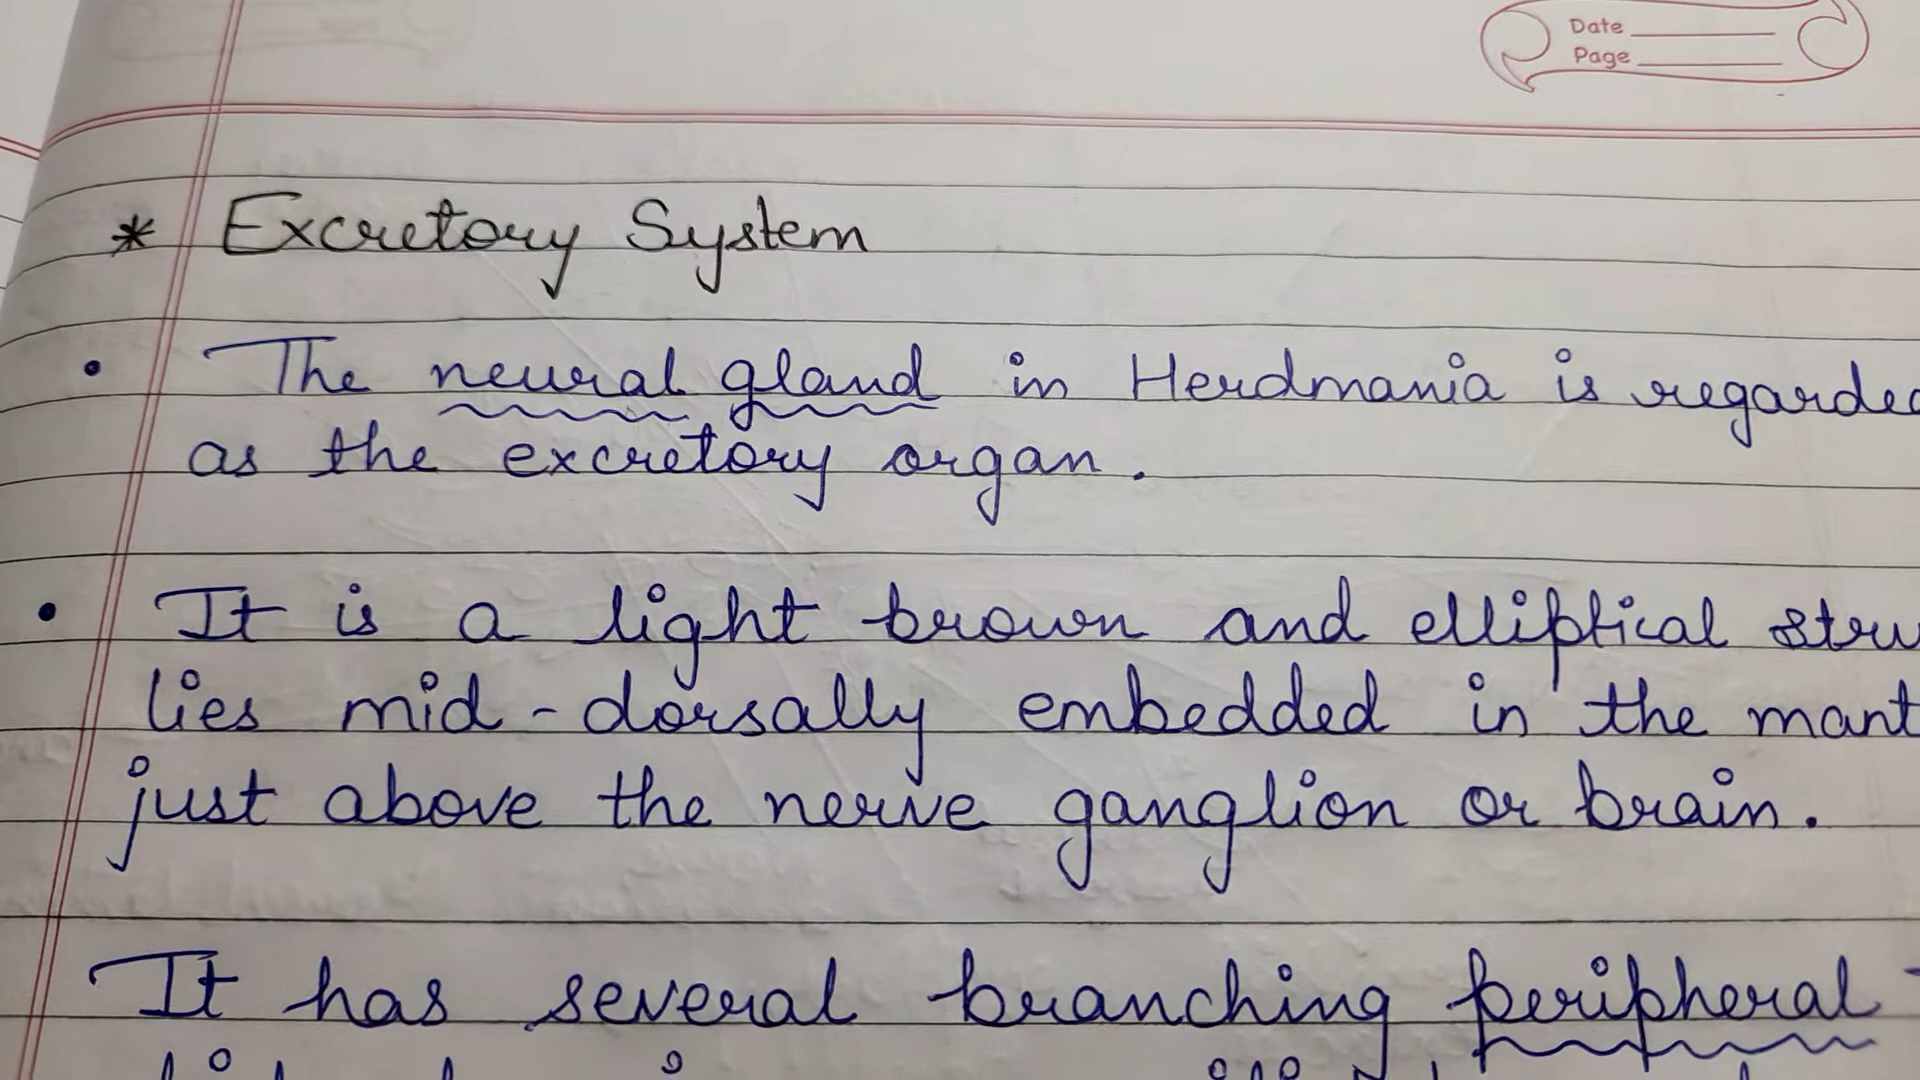 Date
Page
* Excretory System
• The neural gland in Herdmania is regarded
as the excretory organ.
• It is a light brown and elliptical
lies mid-dorsally embedded in the
just above the nerve ganglion or brain.
It has several branching peripheral